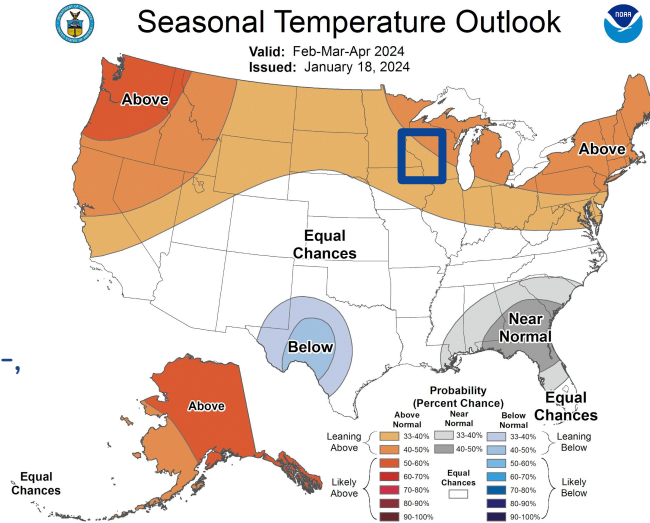 Seasonal Temperature Outlook
NOAA
Valid: Feb-Mar-Apr 2024
Issued: January 18, 2024
Above
Above
Equal
Chances
Below
Near
Normal
–,
Above
Equal
Chances
Equal
Chances
Probability
(Percent Chance)
Above
Normal
Near
Normal
Below
Normal
Leaning
Above
33-40%
33-40%
33-40%
Leaning
Below
40-50%
40-50%
40-50%
Likely
Above
50-60%
Equal
Chances
50-60%
Likely
Below
60-70%
60-70%
70-80%
70-80%
80-90%
80-90%
90-100%
90-100%